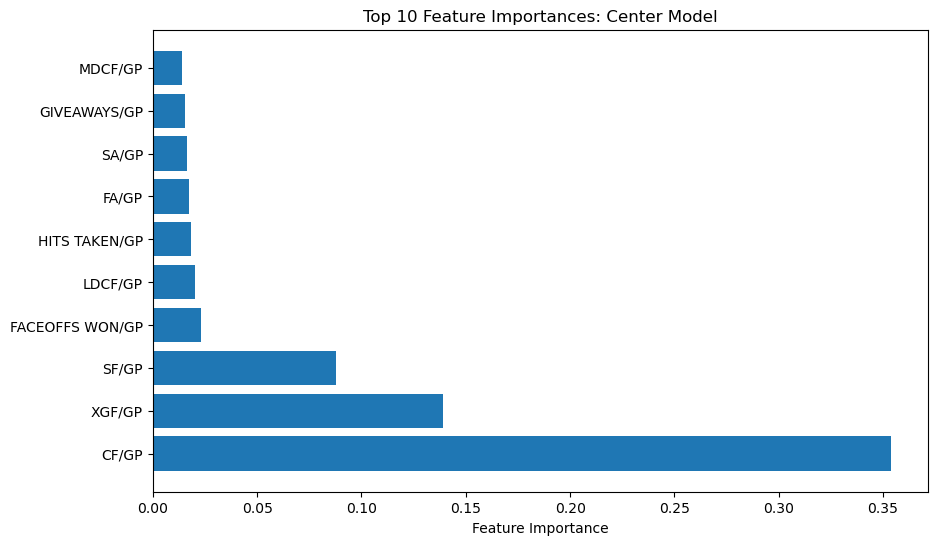 Top 10 Feature Importances: Center Model
MDCF/GP
GIVEAWAYS/GP
SA/GP
FA/GP
HITS TAKEN/GP
LDCF/GP
FACEOFFS WON/GP
SF/GP
XGF/GP
CF/GP
0.00 0.05 0.10 0.15 0.20 0.25 0.30 0.35
Feature Importance